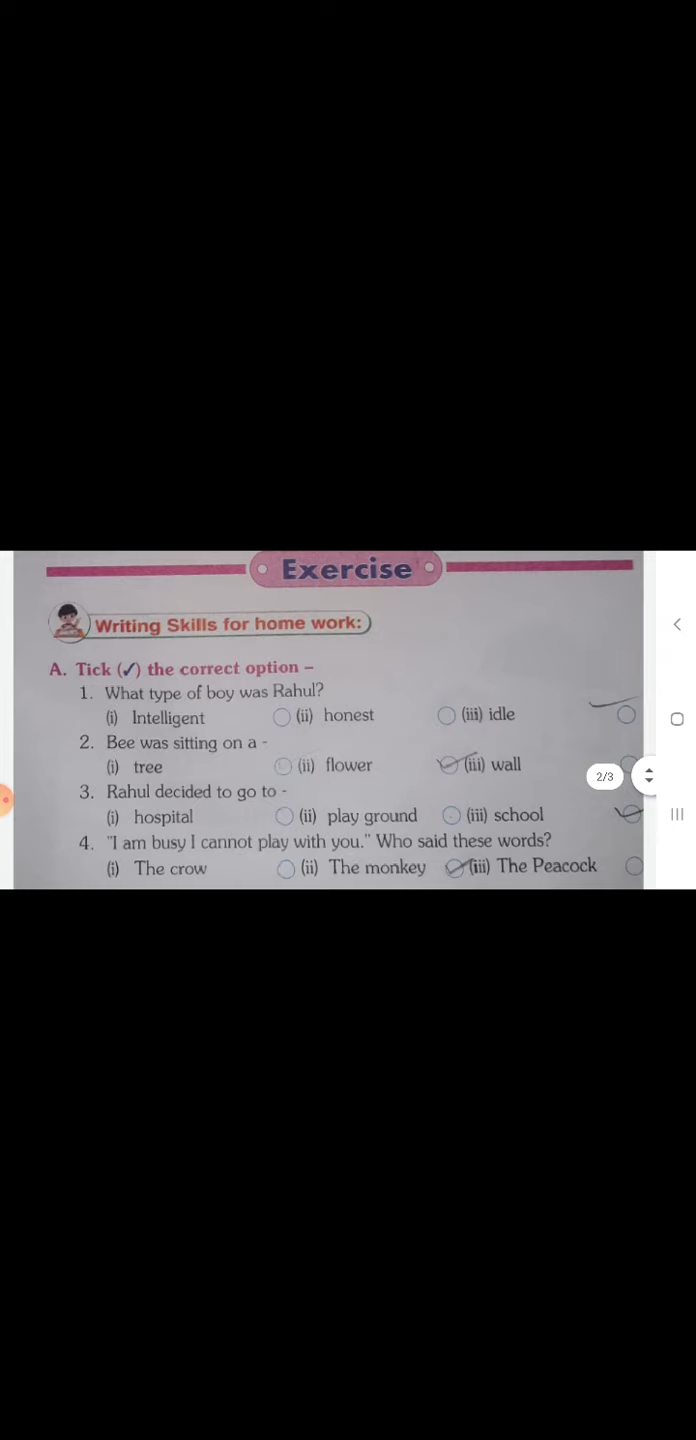 Exercise
Writing Skills for home work:
A. Tick (✓) the correct option –
1. What type of boy was Rahul?
(i) Intelligent (ii) honest (iii) idle
2. Bee was sitting on a -
(i) tree (ii) flower (iii) wall
2/3
3. Rahul decided to go to -
(i) hospital (ii) play ground (iii) school
4. "I am busy I cannot play with you." Who said these words?
(i) The crow (ii) The monkey (iii) The Peacock